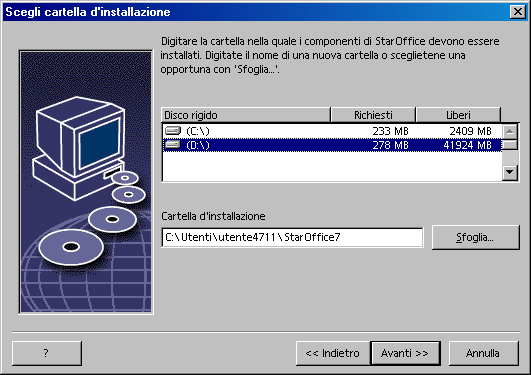 Scegli cartella d'installazione
Digitare la cartella nella quale i componenti di StarOffice devono essere
installati. Digitate il nome di una nuova cartella o sceglietene una
opportuna con 'Sfoglia...'.
Disco rigido Richiesti Liberi
(C:\) 233 MB 2409 MB
(D:\) 278 MB 41924 MB
Cartella d'installazione
C:\Utenti\utente4711\StarOffice7
Sfoglia...
? << Indietro Avanti >> Annulla